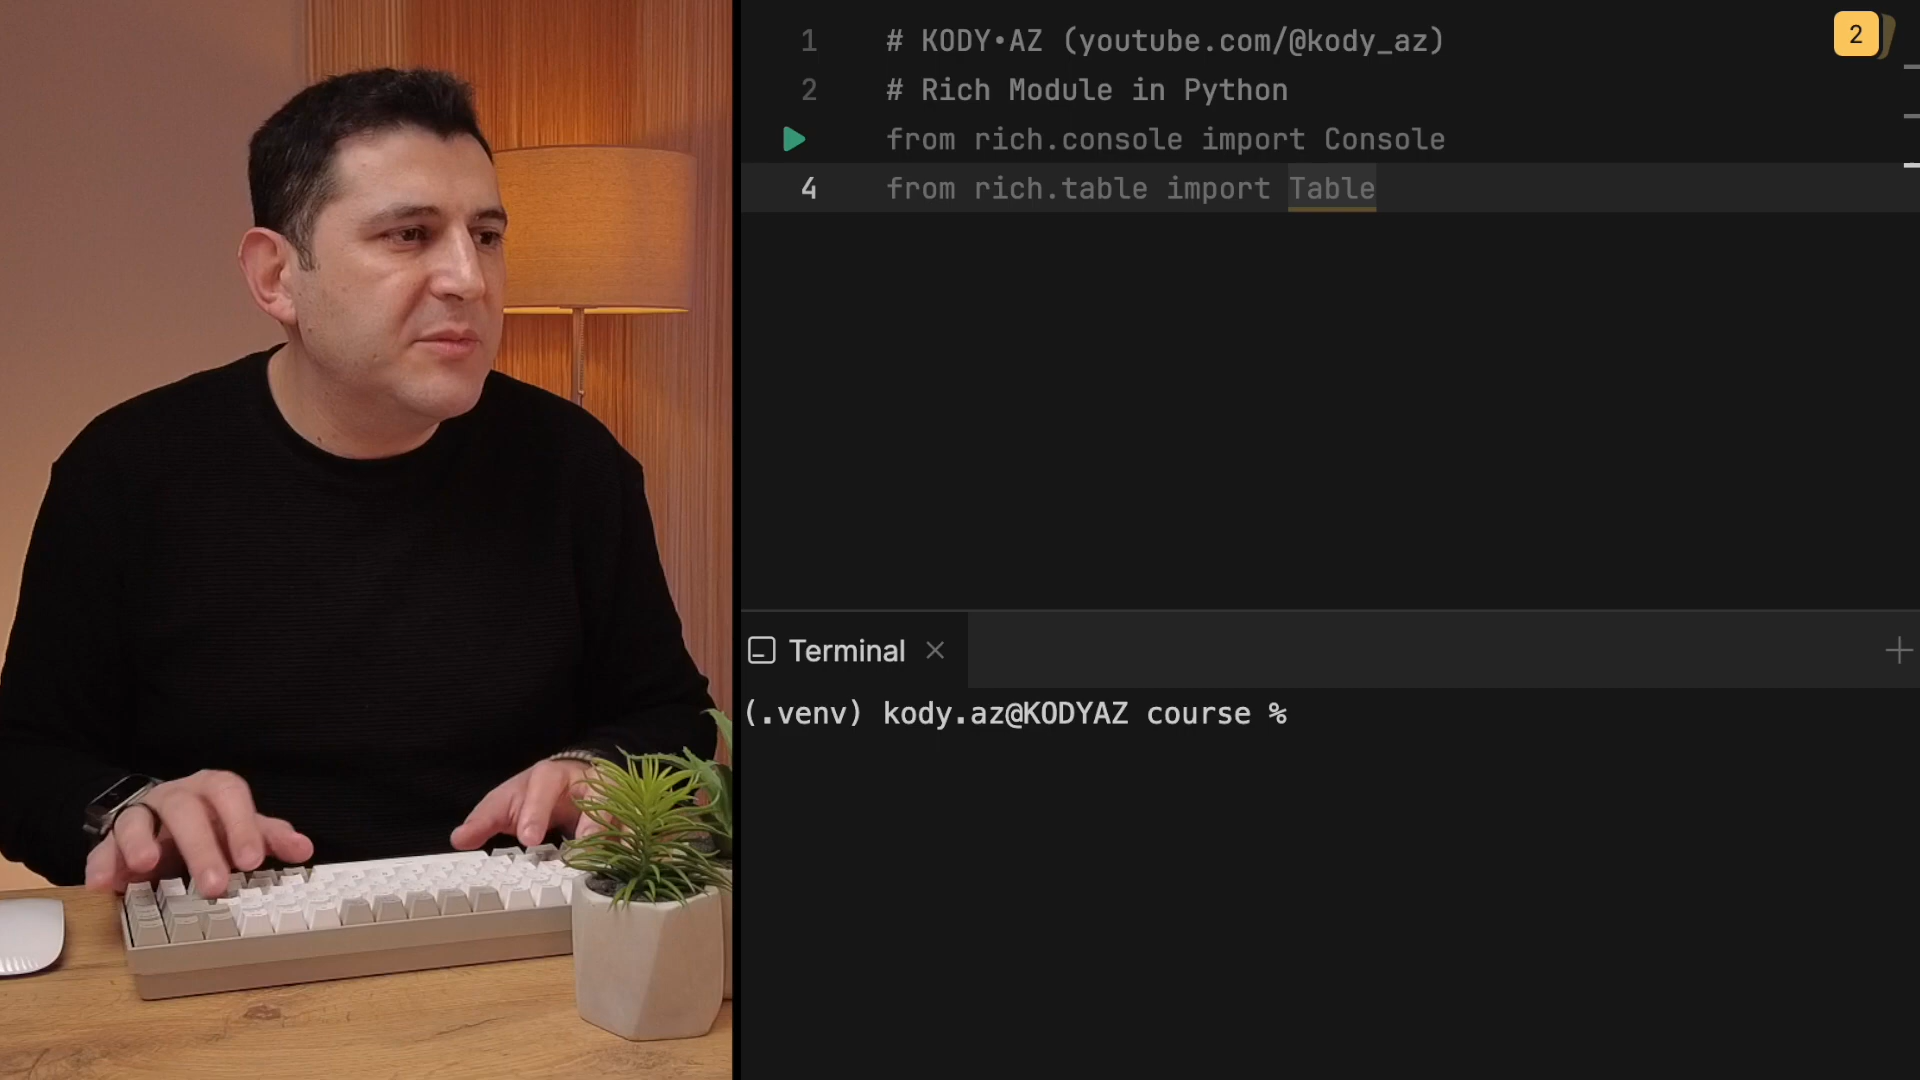 1 # KODY•AZ (youtube.com/@kody_az)
2 # Rich Module in Python
from rich.console import Console
4 from rich.table import Table
2
Terminal
(.venv) kody.az@KODYAZ course %